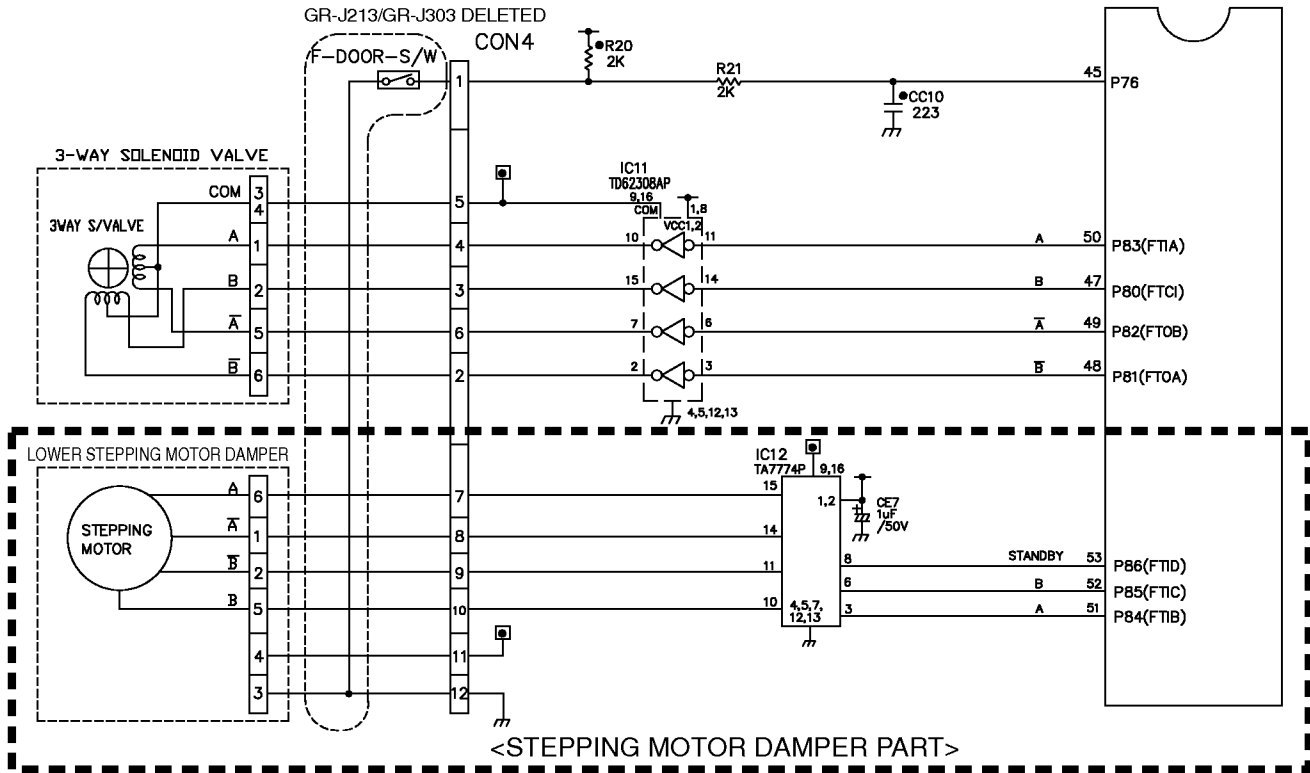 GR-J213/GR-J303 DELETED
F-DOOR-S/W
CON4
R20
2K
R21
2K
CC10
223
1
45
P76
3-WAY SOLENOID VALVE
3WAY S/VALVE
COM
3
4
5
IC11
TD62308AP
9,16
COM
1,8
VCC1,2
A
1
4
10
11
A
50
P83(FTIA)
B
2
3
15
14
B
47
P80(FTCI)
A̅
5
6
7
6
A̅
49
P82(FTOB)
B̅
6
2
2
3
B̅
48
P81(FTOA)
4,5,12,13
LOWER STEPPING MOTOR DAMPER
STEPPING
MOTOR
IC12
TA7774P
9,16
A
6
7
15
1,2
CE7
1uF
/50V
A̅
1
8
14
B̅
2
9
11
8
STANDBY
53
P86(FTID)
6
B
52
P85(FTIC)
B
5
10
10
4,5,7,
12,13
3
A
51
P84(FTIB)
4
11
3
12
<STEPPING MOTOR DAMPER PART>